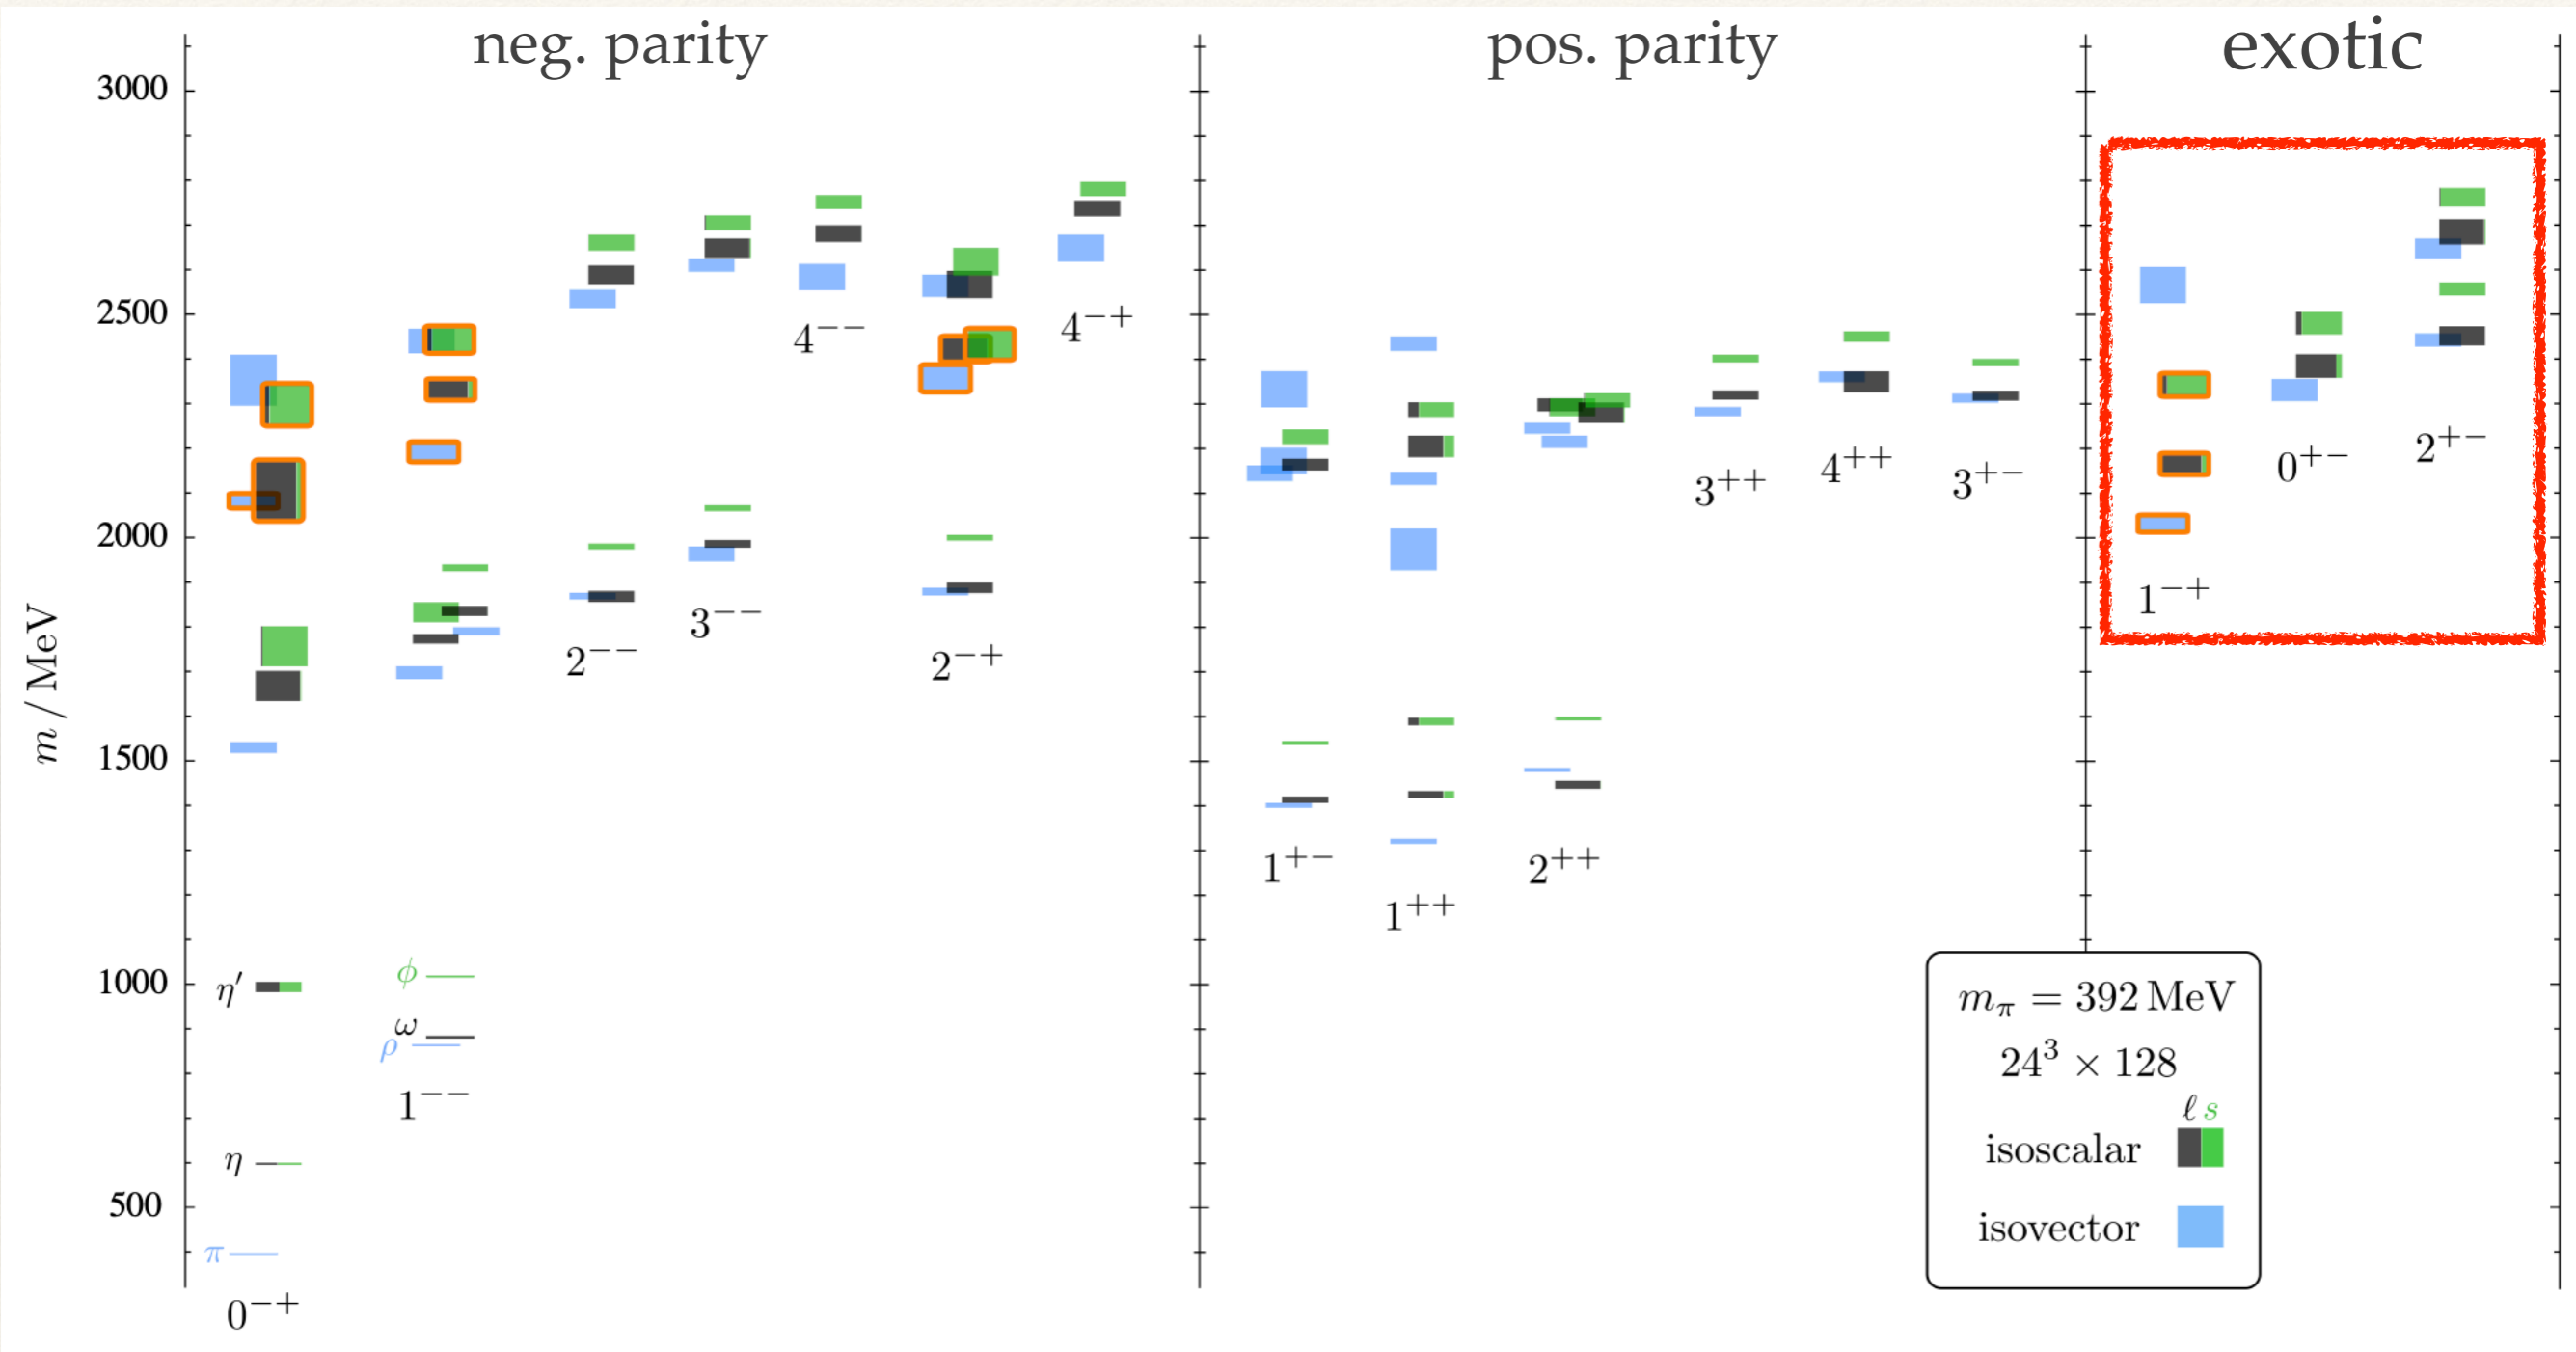 neg. parity
pos. parity
exotic
m / MeV
3000
2500
2000
1500
1000
500
4⁻⁻
4⁻⁺
2⁻⁻
3⁻⁻
2⁻⁺
η′
ϕ
ω
ρ
1⁻⁻
η
π
0⁻⁺
3⁺⁺
4⁺⁺
3⁺⁻
1⁺⁻
1⁺⁺
2⁺⁺
2⁺⁻
0⁺⁻
1⁻⁺
mπ = 392 MeV
24³ × 128
ℓ s
isoscalar
isovector